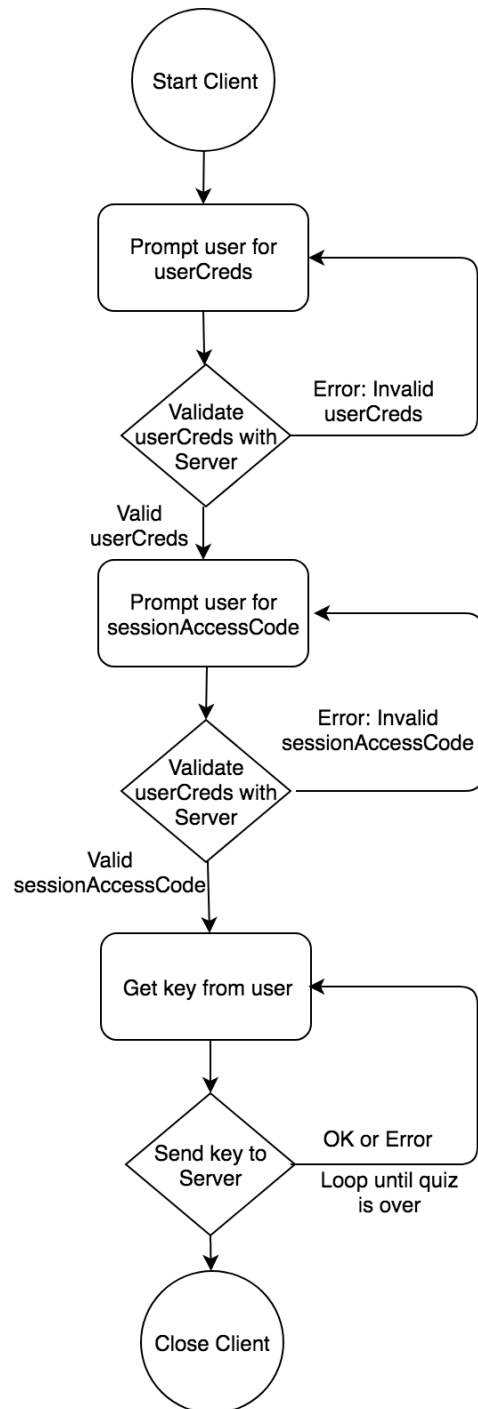 Start Client
Prompt user for
userCreds
Error: Invalid
userCreds
Validate
userCreds with
Server
Valid
userCreds
Prompt user for
sessionAccessCode
Error: Invalid
sessionAccessCode
Validate
userCreds with
Server
Valid
sessionAccessCode
Get key from user
OK or Error
Send key to
Server
Loop until quiz
is over
Close Client